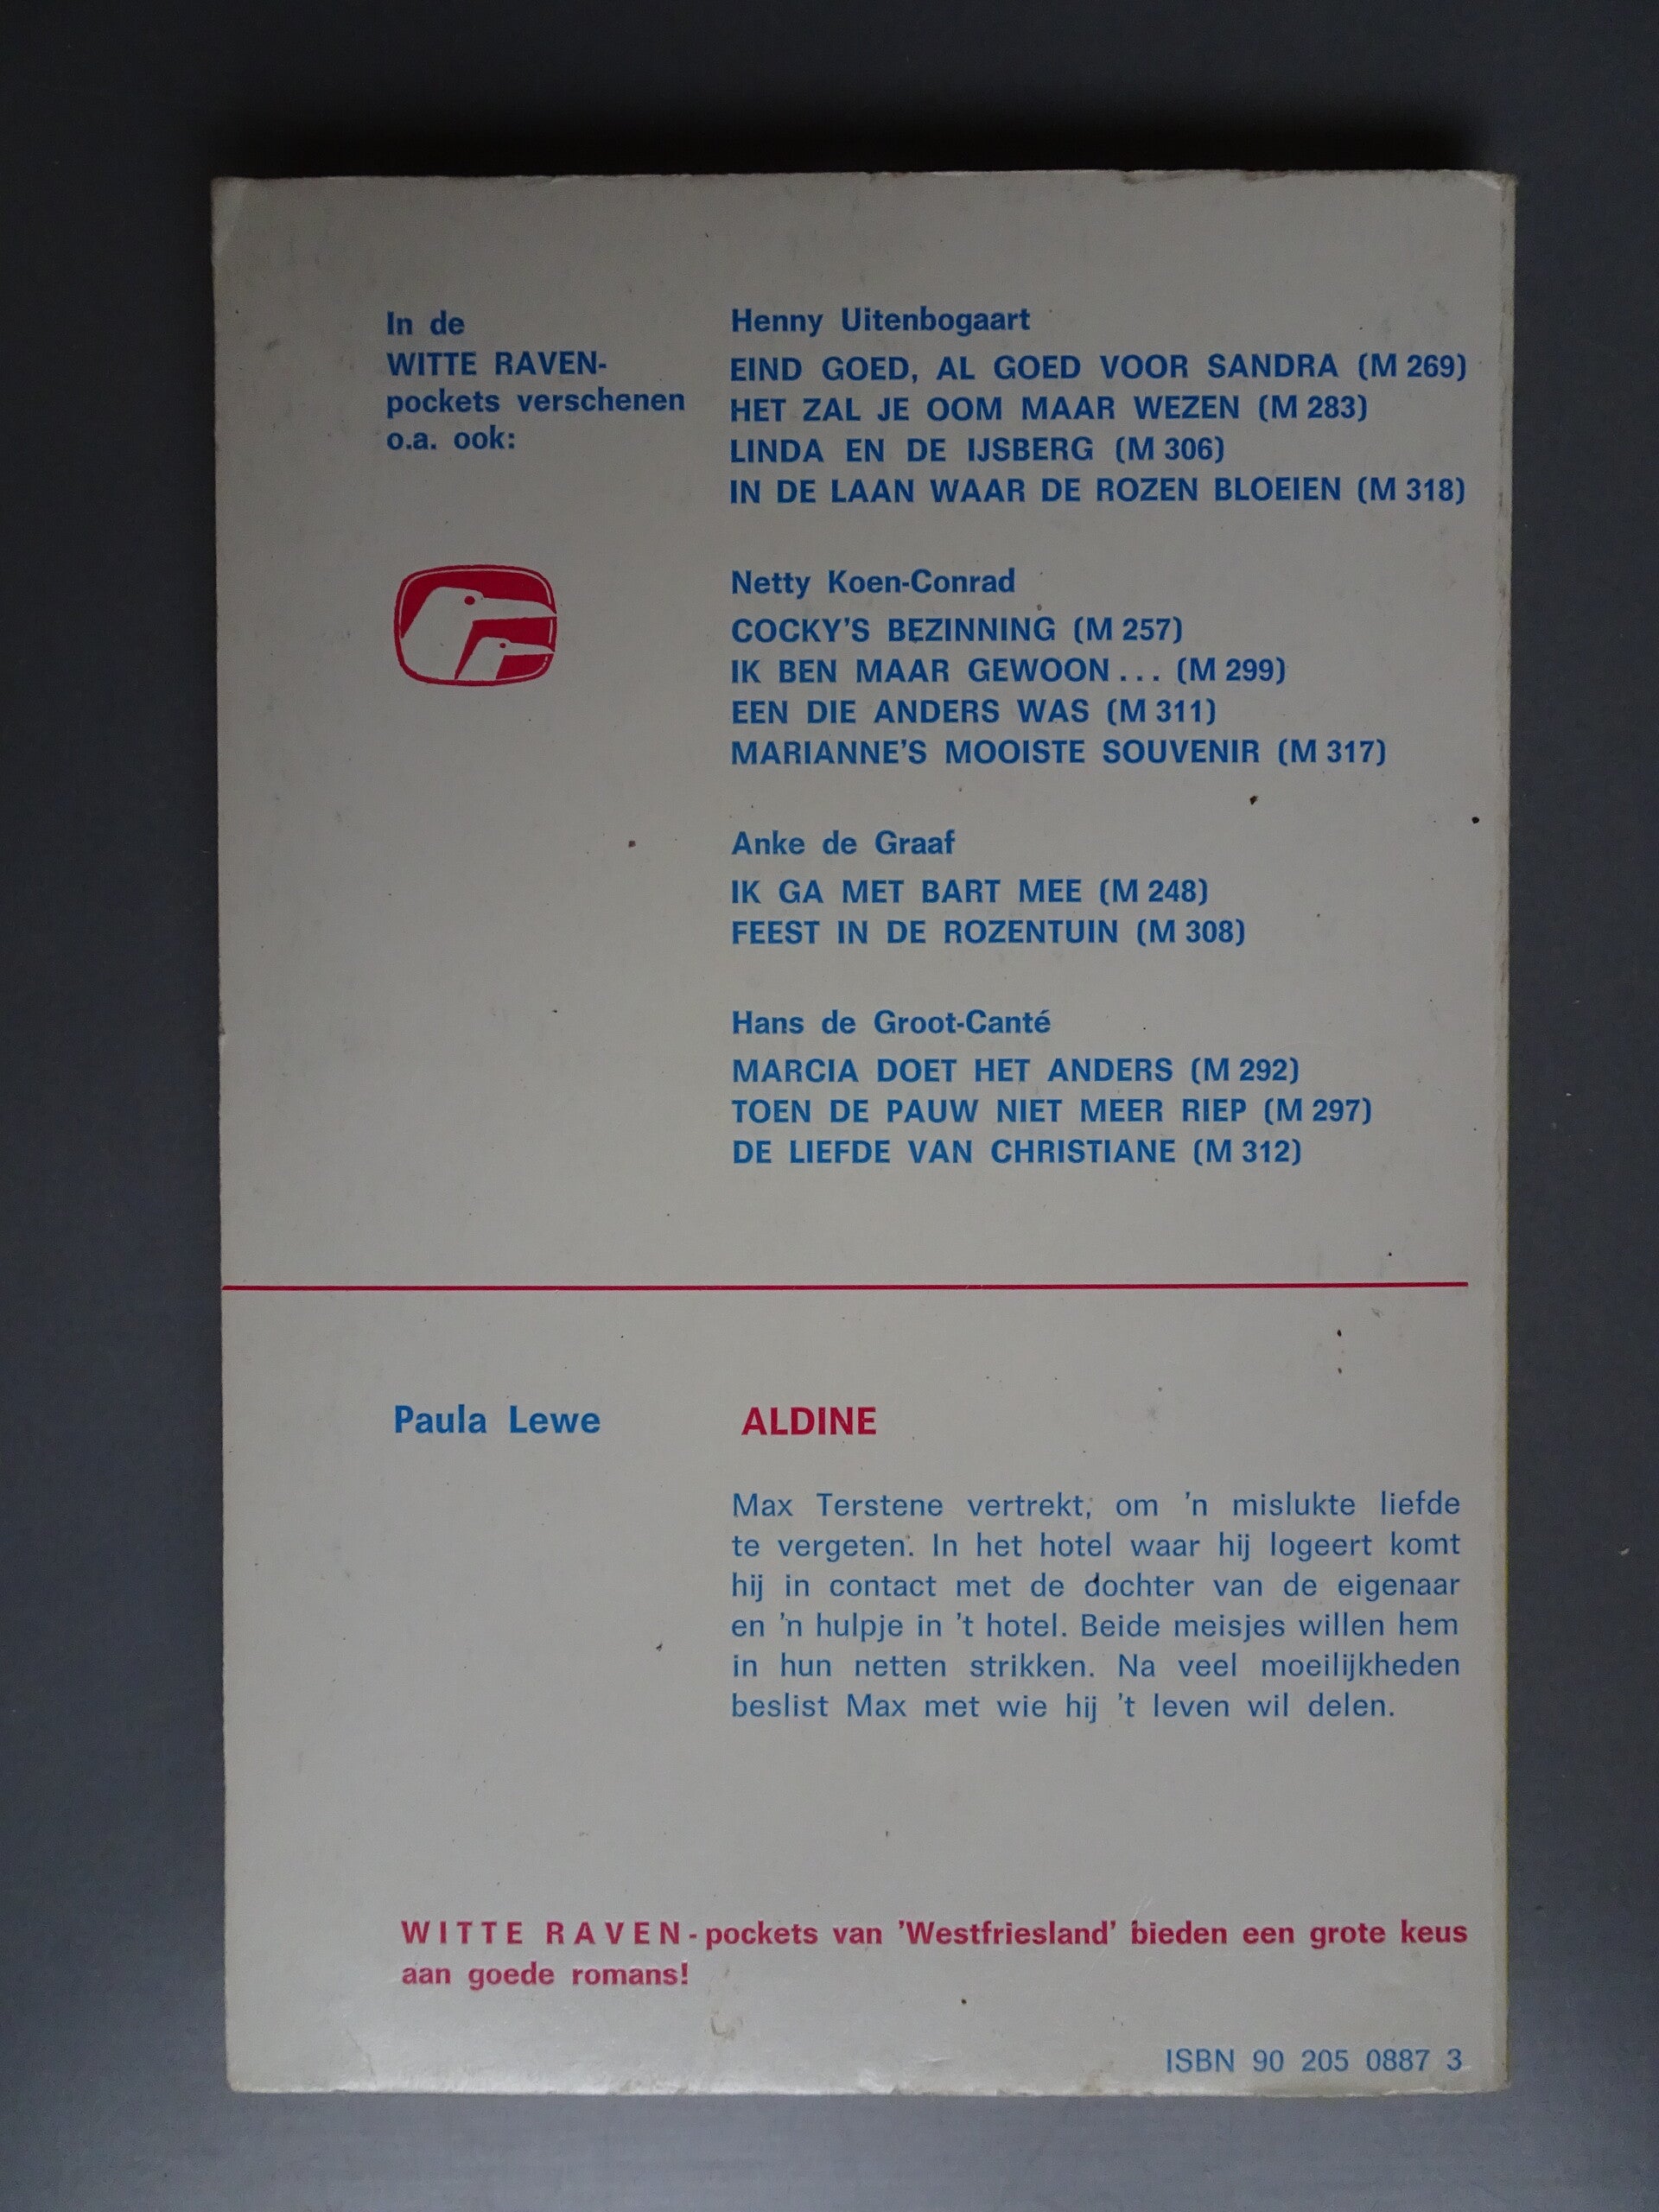 In de
WITTE RAVEN-
pockets verschenen
o.a. ook:
Henny Uitenbogaart
EIND GOED, AL GOED VOOR SANDRA (M 269)
HET ZAL JE OOM MAAR WEZEN (M 283)
LINDA EN DE IJSBERG (M 306)
IN DE LAAN WAAR DE ROZEN BLOEIEN (M 318)
Netty Koen-Conrad
COCKY'S BEZINNING (M 257)
IK BEN MAAR GEWOON... (M 299)
EEN DIE ANDERS WAS (M 311)
MARIANNE'S MOOISTE SOUVENIR (M 317)
Anke de Graaf
IK GA MET BART MEE (M 248)
FEEST IN DE ROZENTUIN (M 308)
Hans de Groot-Canté
MARCIA DOET HET ANDERS (M 292)
TOEN DE PAUW NIET MEER RIEP (M 297)
DE LIEFDE VAN CHRISTIANE (M 312)
Paula Lewe
ALDINE
Max Terstene vertrekt, om 'n mislukte liefde
te vergeten. In het hotel waar hij logeert komt
hij in contact met de dochter van de eigenaar
en 'n hulpje in 't hotel. Beide meisjes willen hem
in hun netten strikken. Na veel moeilijkheden
beslist Max met wie hij 't leven wil delen.
WITTE RAVEN-pockets van 'Westfriesland' bieden een grote keus
aan goede romans!
ISBN 90 205 0887 3